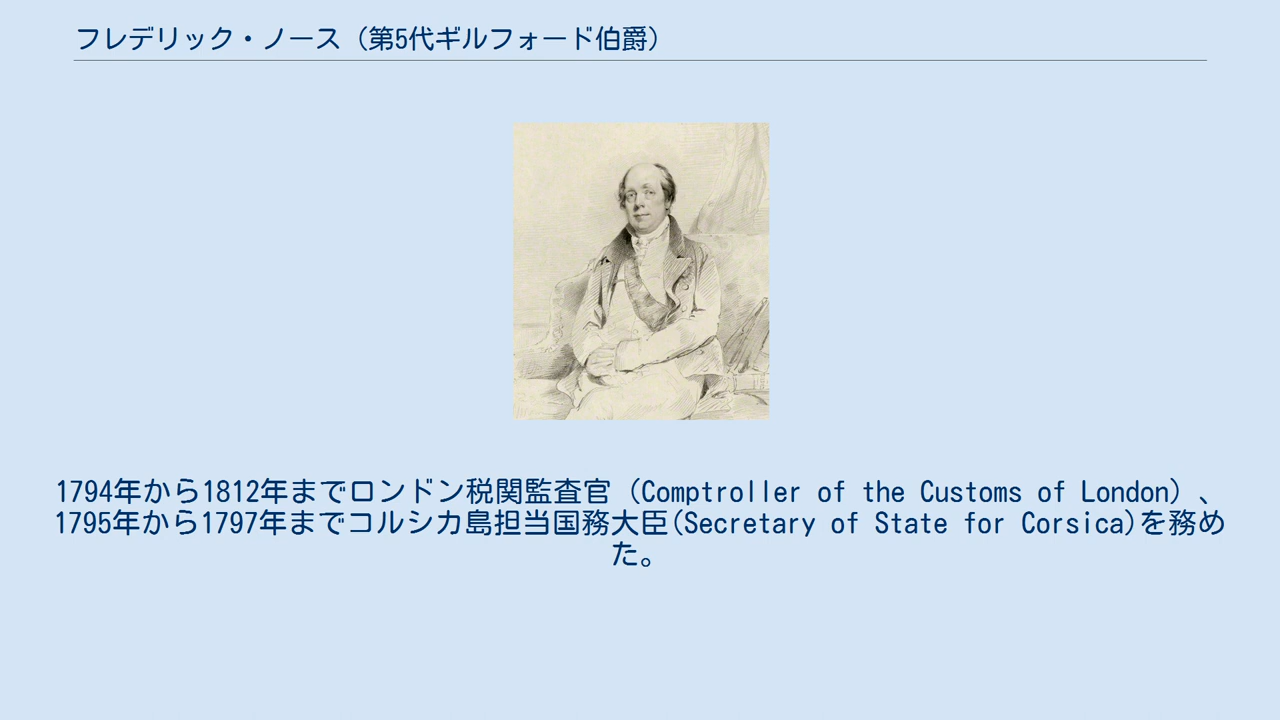 フレデリック・ノース（第5代ギルフォード伯爵）
1794年から1812年までロンドン税関監査官（Comptroller of the Customs of London）、
1795年から1797年までコルシカ島担当国務大臣(Secretary of State for Corsica)を務め
た。